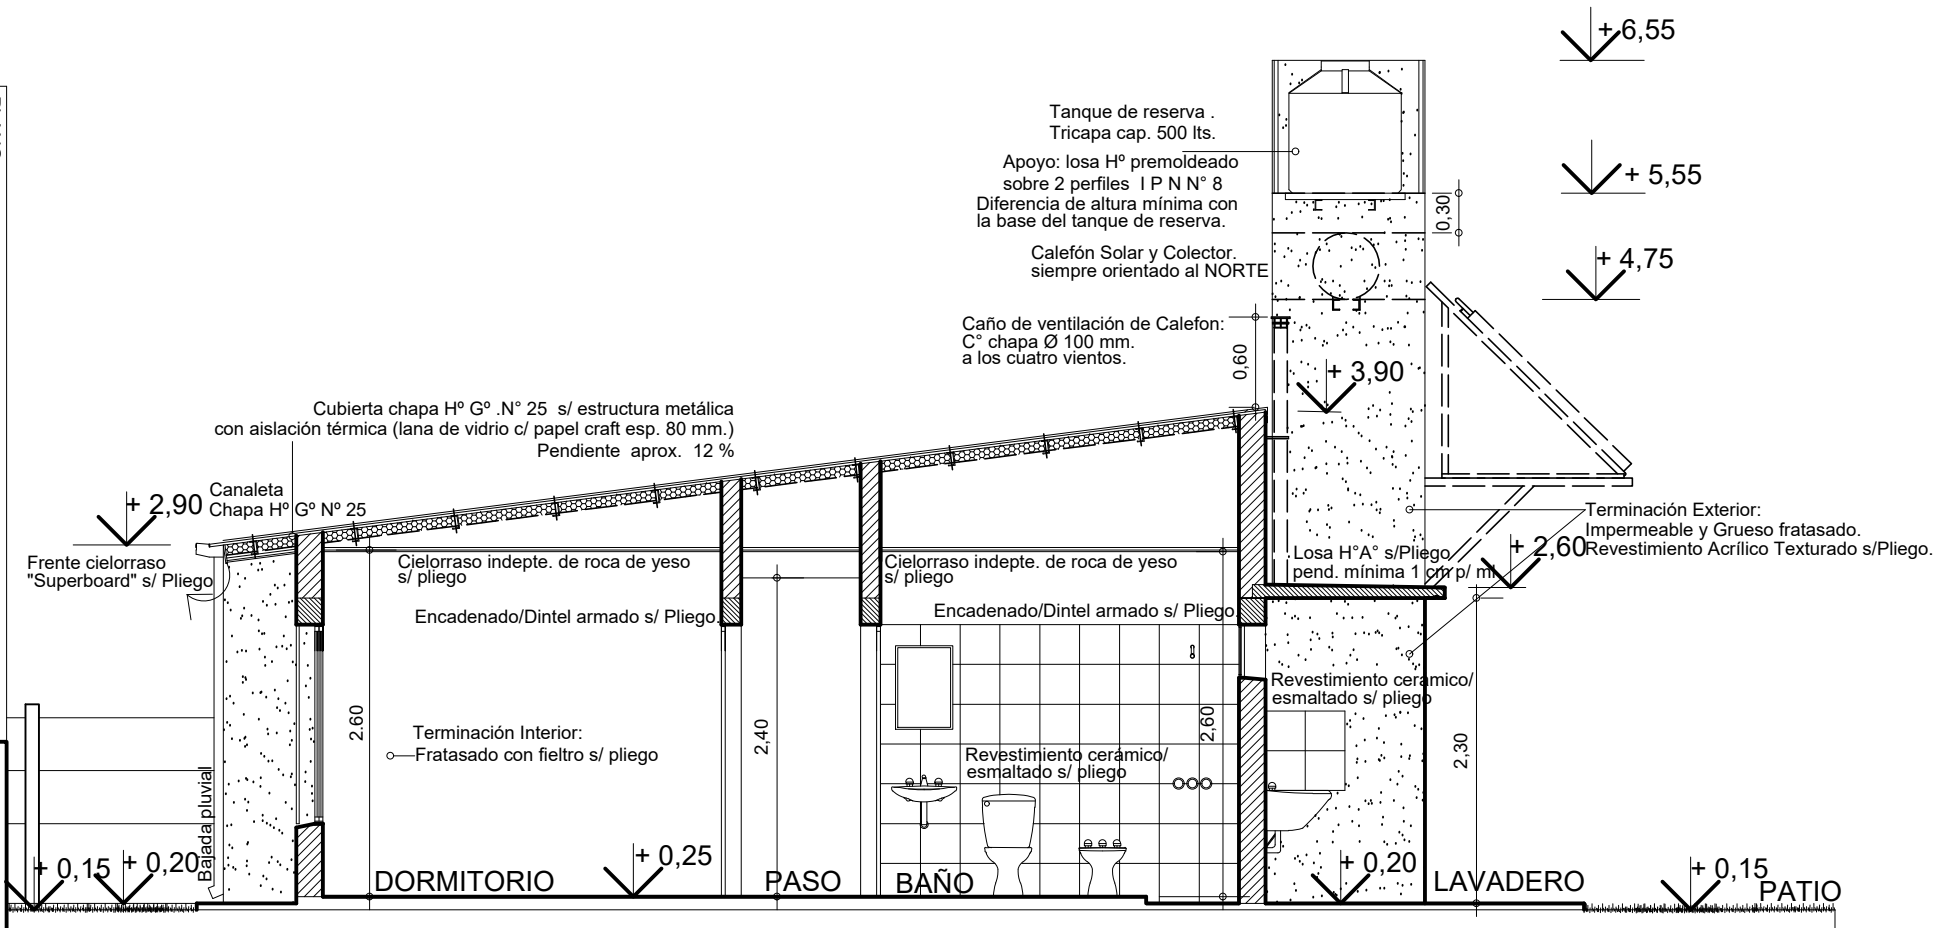 + 6,55
Tanque de reserva .
Tricapa cap. 500 lts.
Apoyo: losa Hº premoldeado
sobre 2 perfiles I P N N° 8
Diferencia de altura mínima con
la base del tanque de reserva.
+ 5,55
0,30
Calefón Solar y Colector.
siempre orientado al NORTE
+ 4,75
Caño de ventilación de Calefon:
C° chapa Ø 100 mm.
a los cuatro vientos.
0,60
+ 3,90
Cubierta chapa Hº Gº .N° 25 s/ estructura metálica
con aislación térmica (lana de vidrio c/ papel craft esp. 80 mm.)
Pendiente aprox. 12 %
+ 2,90
Canaleta
Chapa Hº Gº Nº 25
Frente cielorraso
"Superboard" s/ Pliego
Cielorraso indepte. de roca de yeso
s/ pliego
Cielorraso indepte. de roca de yeso
s/ pliego
Losa H°A° s/Pliego
pend. mínima 1 cm p/ ml
+ 2,60
Terminación Exterior:
Impermeable y Grueso fratasado.
Revestimiento Acrílico Texturado s/Pliego.
Encadenado/Dintel armado s/ Pliego.
Encadenado/Dintel armado s/ Pliego.
Revestimiento cerámico/
esmaltado s/ pliego
2.60
Terminación Interior:
Fratasado con fieltro s/ pliego
2,40
Revestimiento cerámico/
esmaltado s/ pliego
2,60
2,30
Bajada pluvial
+ 0,15
+ 0,20
+ 0,25
+ 0,20
+ 0,15
DORMITORIO
PASO
BAÑO
LAVADERO
PATIO